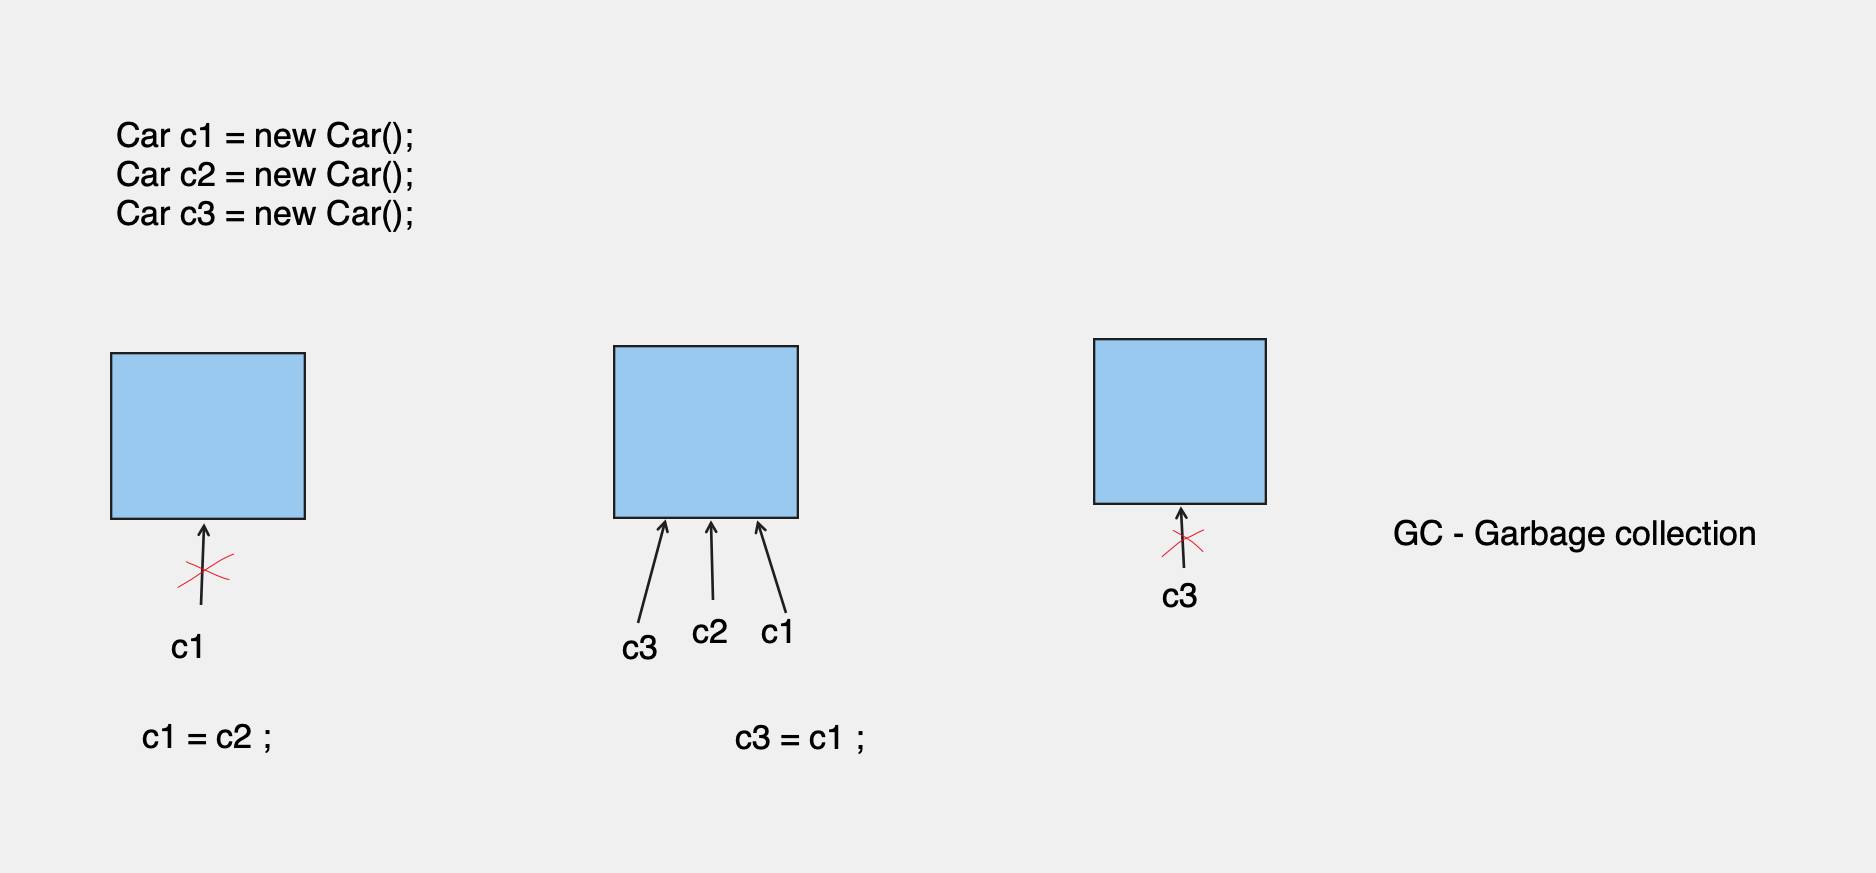 Car c1 = new Car();
Car c2 = new Car();
Car c3 = new Car();
GC - Garbage collection
c3
c1
c3
c2
c1
c1 = c2 ;
c3 = c1 ;